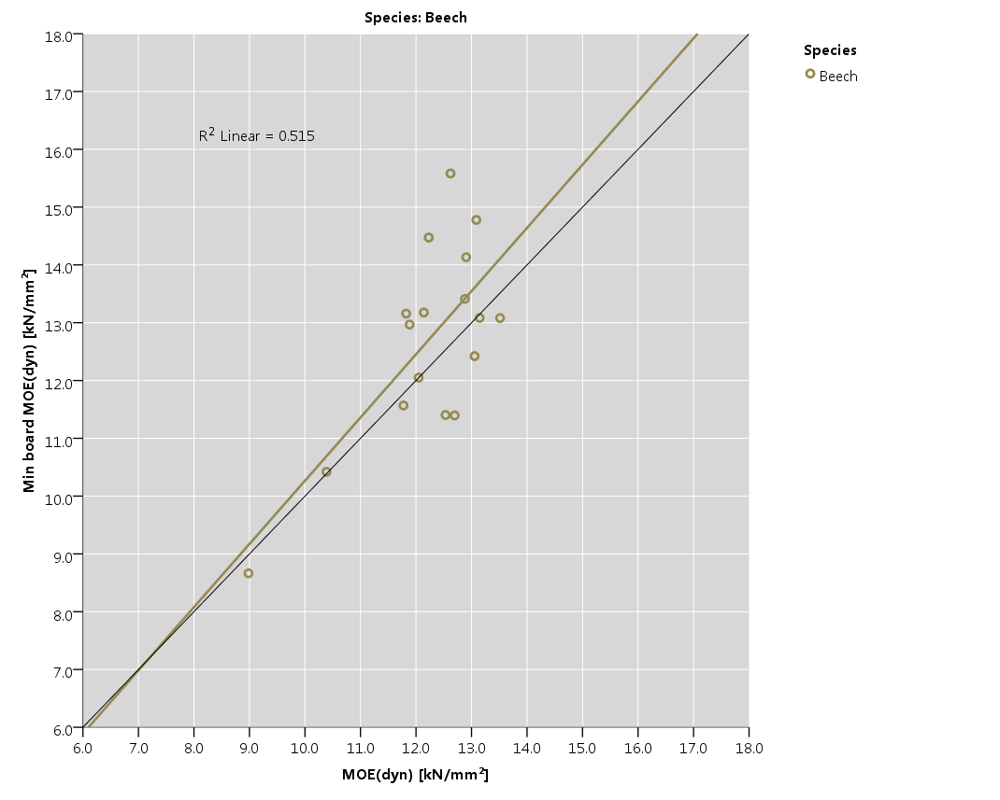 Species: Beech
Species
Beech
R² Linear = 0.515
Min board MOE(dyn) [kN/mm²]
18.0
17.0
16.0
15.0
14.0
13.0
12.0
11.0
10.0
9.0
8.0
7.0
6.0
6.0 7.0 8.0 9.0 10.0 11.0 12.0 13.0 14.0 15.0 16.0 17.0 18.0
MOE(dyn) [kN/mm²]